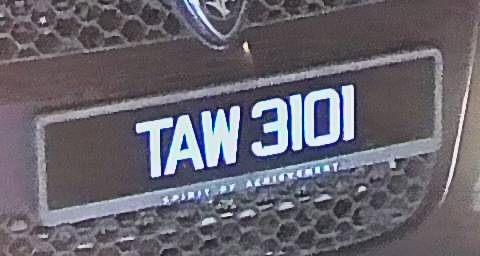 TAW 3101
SPIRIT OF ACHIEVEMENT